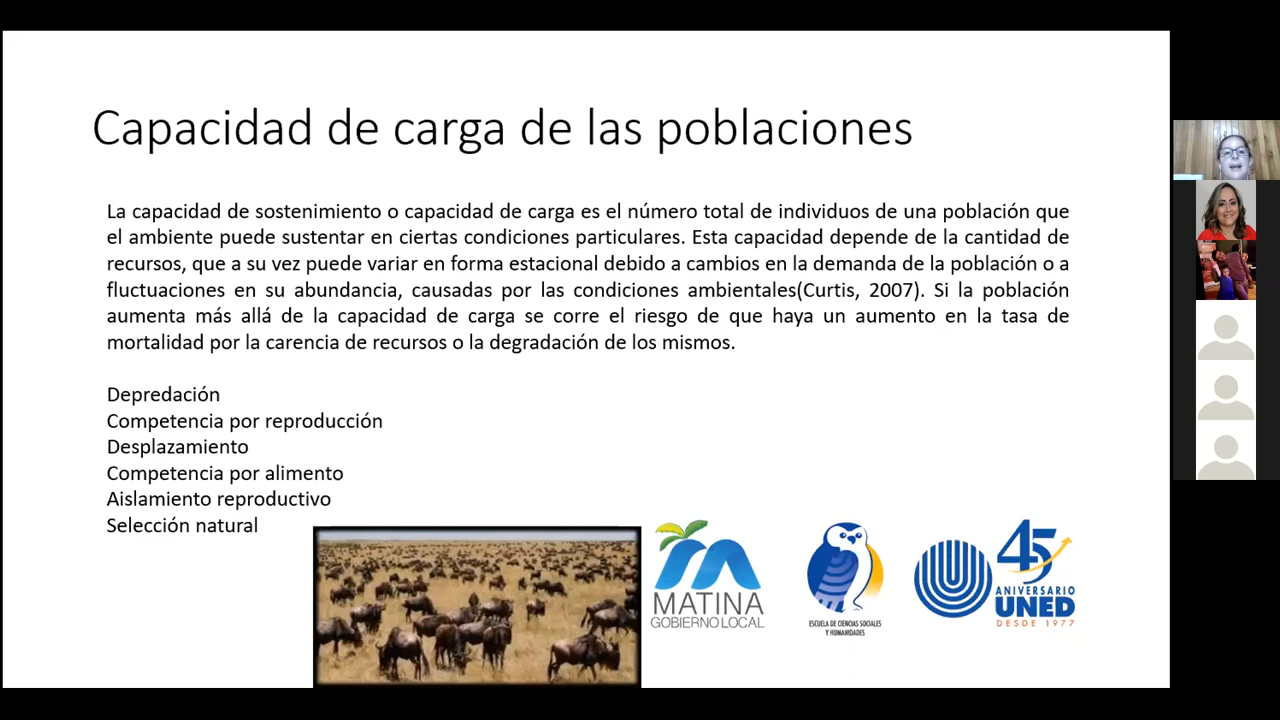 Capacidad de carga de las poblaciones
La capacidad de sostenimiento o capacidad de carga es el número total de individuos de una población que
el ambiente puede sustentar en ciertas condiciones particulares. Esta capacidad depende de la cantidad de
recursos, que a su vez puede variar en forma estacional debido a cambios en la demanda de la población o a
fluctuaciones en su abundancia, causadas por las condiciones ambientales(Curtis, 2007). Si la población
aumenta más allá de la capacidad de carga se corre el riesgo de que haya un aumento en la tasa de
mortalidad por la carencia de recursos o la degradación de los mismos.
Depredación
Competencia por reproducción
Desplazamiento
Competencia por alimento
Aislamiento reproductivo
Selección natural
MATINA
GOBIERNO LOCAL
ESCUELA DE CIENCIAS SOCIALES
Y HUMANIDADES
45
ANIVERSARIO
UNED
DESDE 1977